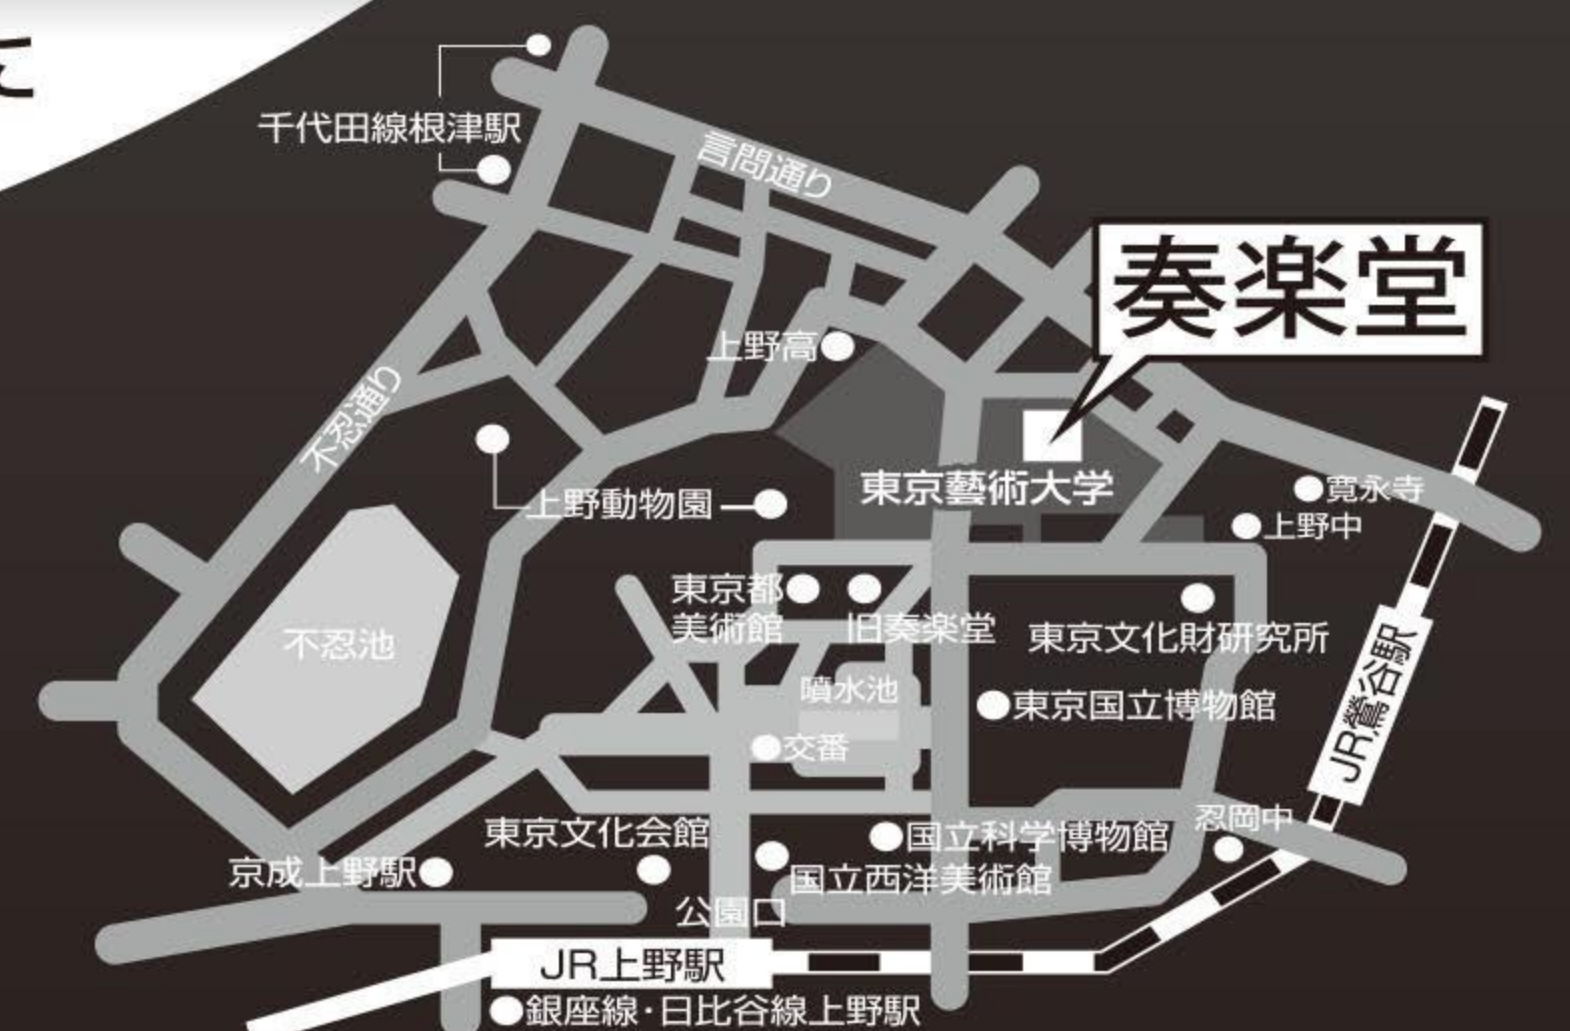 に
千代田線根津駅
言問通り
奏楽堂
上野高
不忍通り
東京藝術大学
寛永寺
上野動物園
上野中
東京都
美術館
旧奏楽堂
東京文化財研究所
不忍池
噴水池
東京国立博物館
JR鶯谷駅
交番
忍岡中
東京文化会館
国立科学博物館
京成上野駅
国立西洋美術館
公園口
JR上野駅
銀座線・日比谷線上野駅